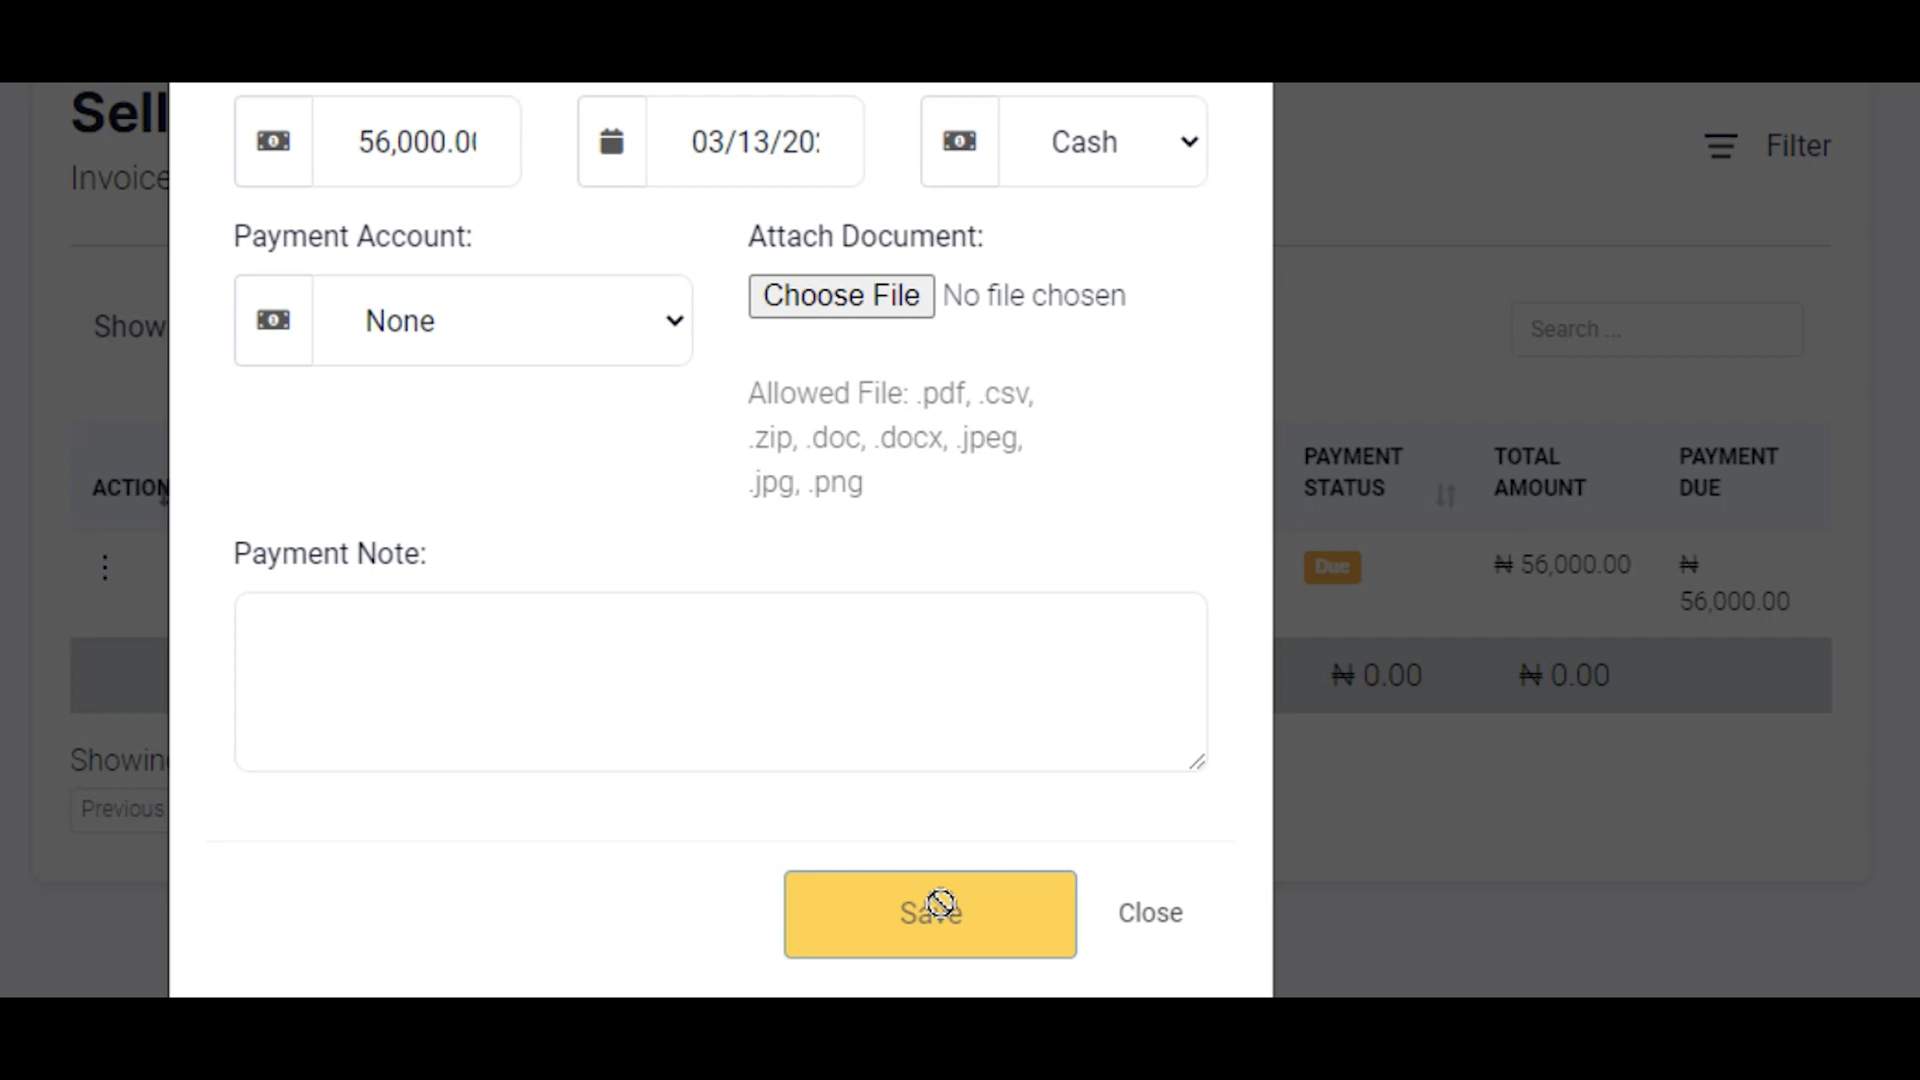 Sell
Invoice
Filter
56,000.0
03/13/20
Cash
Payment Account:
Attach Document:
None
Choose File No file chosen
Show
Search ...
Allowed File: .pdf, .csv,
.zip, .doc, .docx, .jpeg,
.jpg, .png
ACTION
PAYMENT
STATUS
TOTAL
AMOUNT
PAYMENT
DUE
Payment Note:
Due
₦ 56,000.00
₦
56,000.00
₦ 0.00
₦ 0.00
Showing
Previous
Save
Close